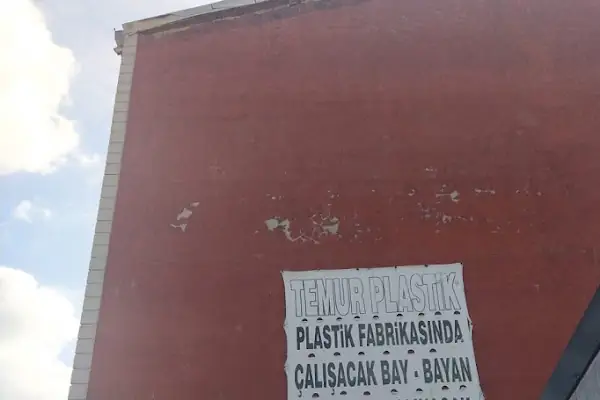 TEMUR PLASTİK
PLASTİK FABRİKASINDA
ÇALIŞACAK BAY - BAYAN